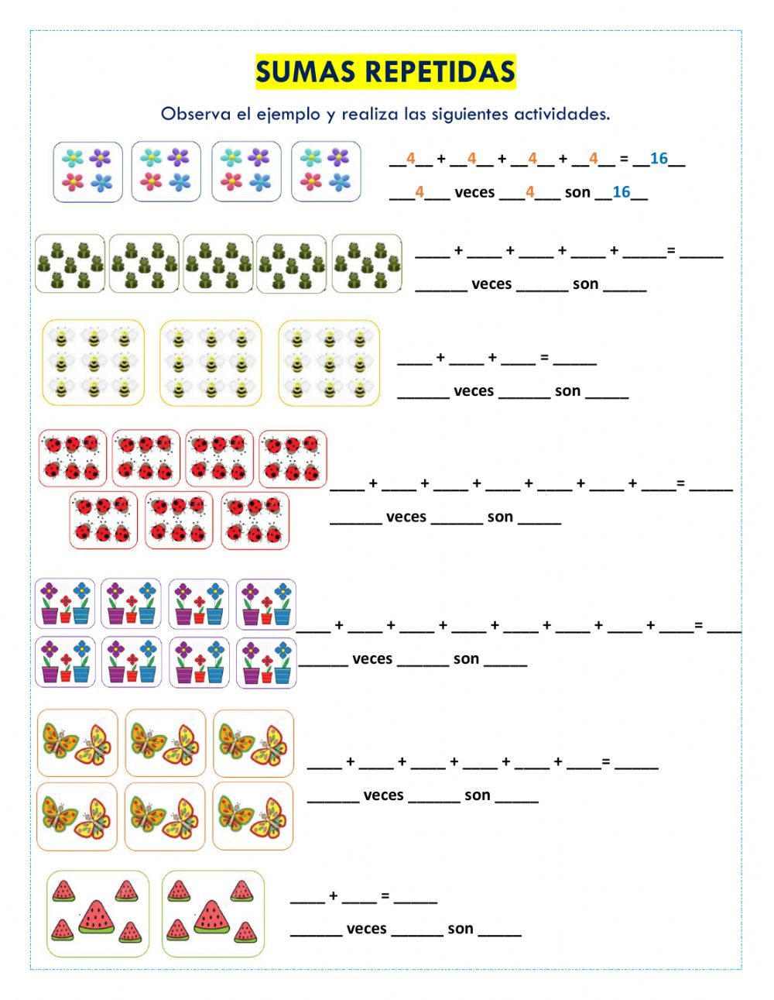 SUMAS REPETIDAS
Observa el ejemplo y realiza las siguientes actividades.
__4__ + __4__ + __4__ + __4__ = __16__
___4___ veces ___4___ son __16__
____ + ____ + ____ + ____ + _____= _____
______ veces ______ son _____
____ + ____ + ____ = _____
______ veces ______ son _____
____ + ____ + ____ + ____ + ____ + ____ + ____= _____
______ veces ______ son _____
____ + ____ + ____ + ____ + ____ + ____ + ____ + ____= ____
______ veces ______ son _____
____ + ____ + ____ + ____ + ____ + ____= _____
______ veces ______ son _____
____ + ____ = _____
______ veces ______ son _____